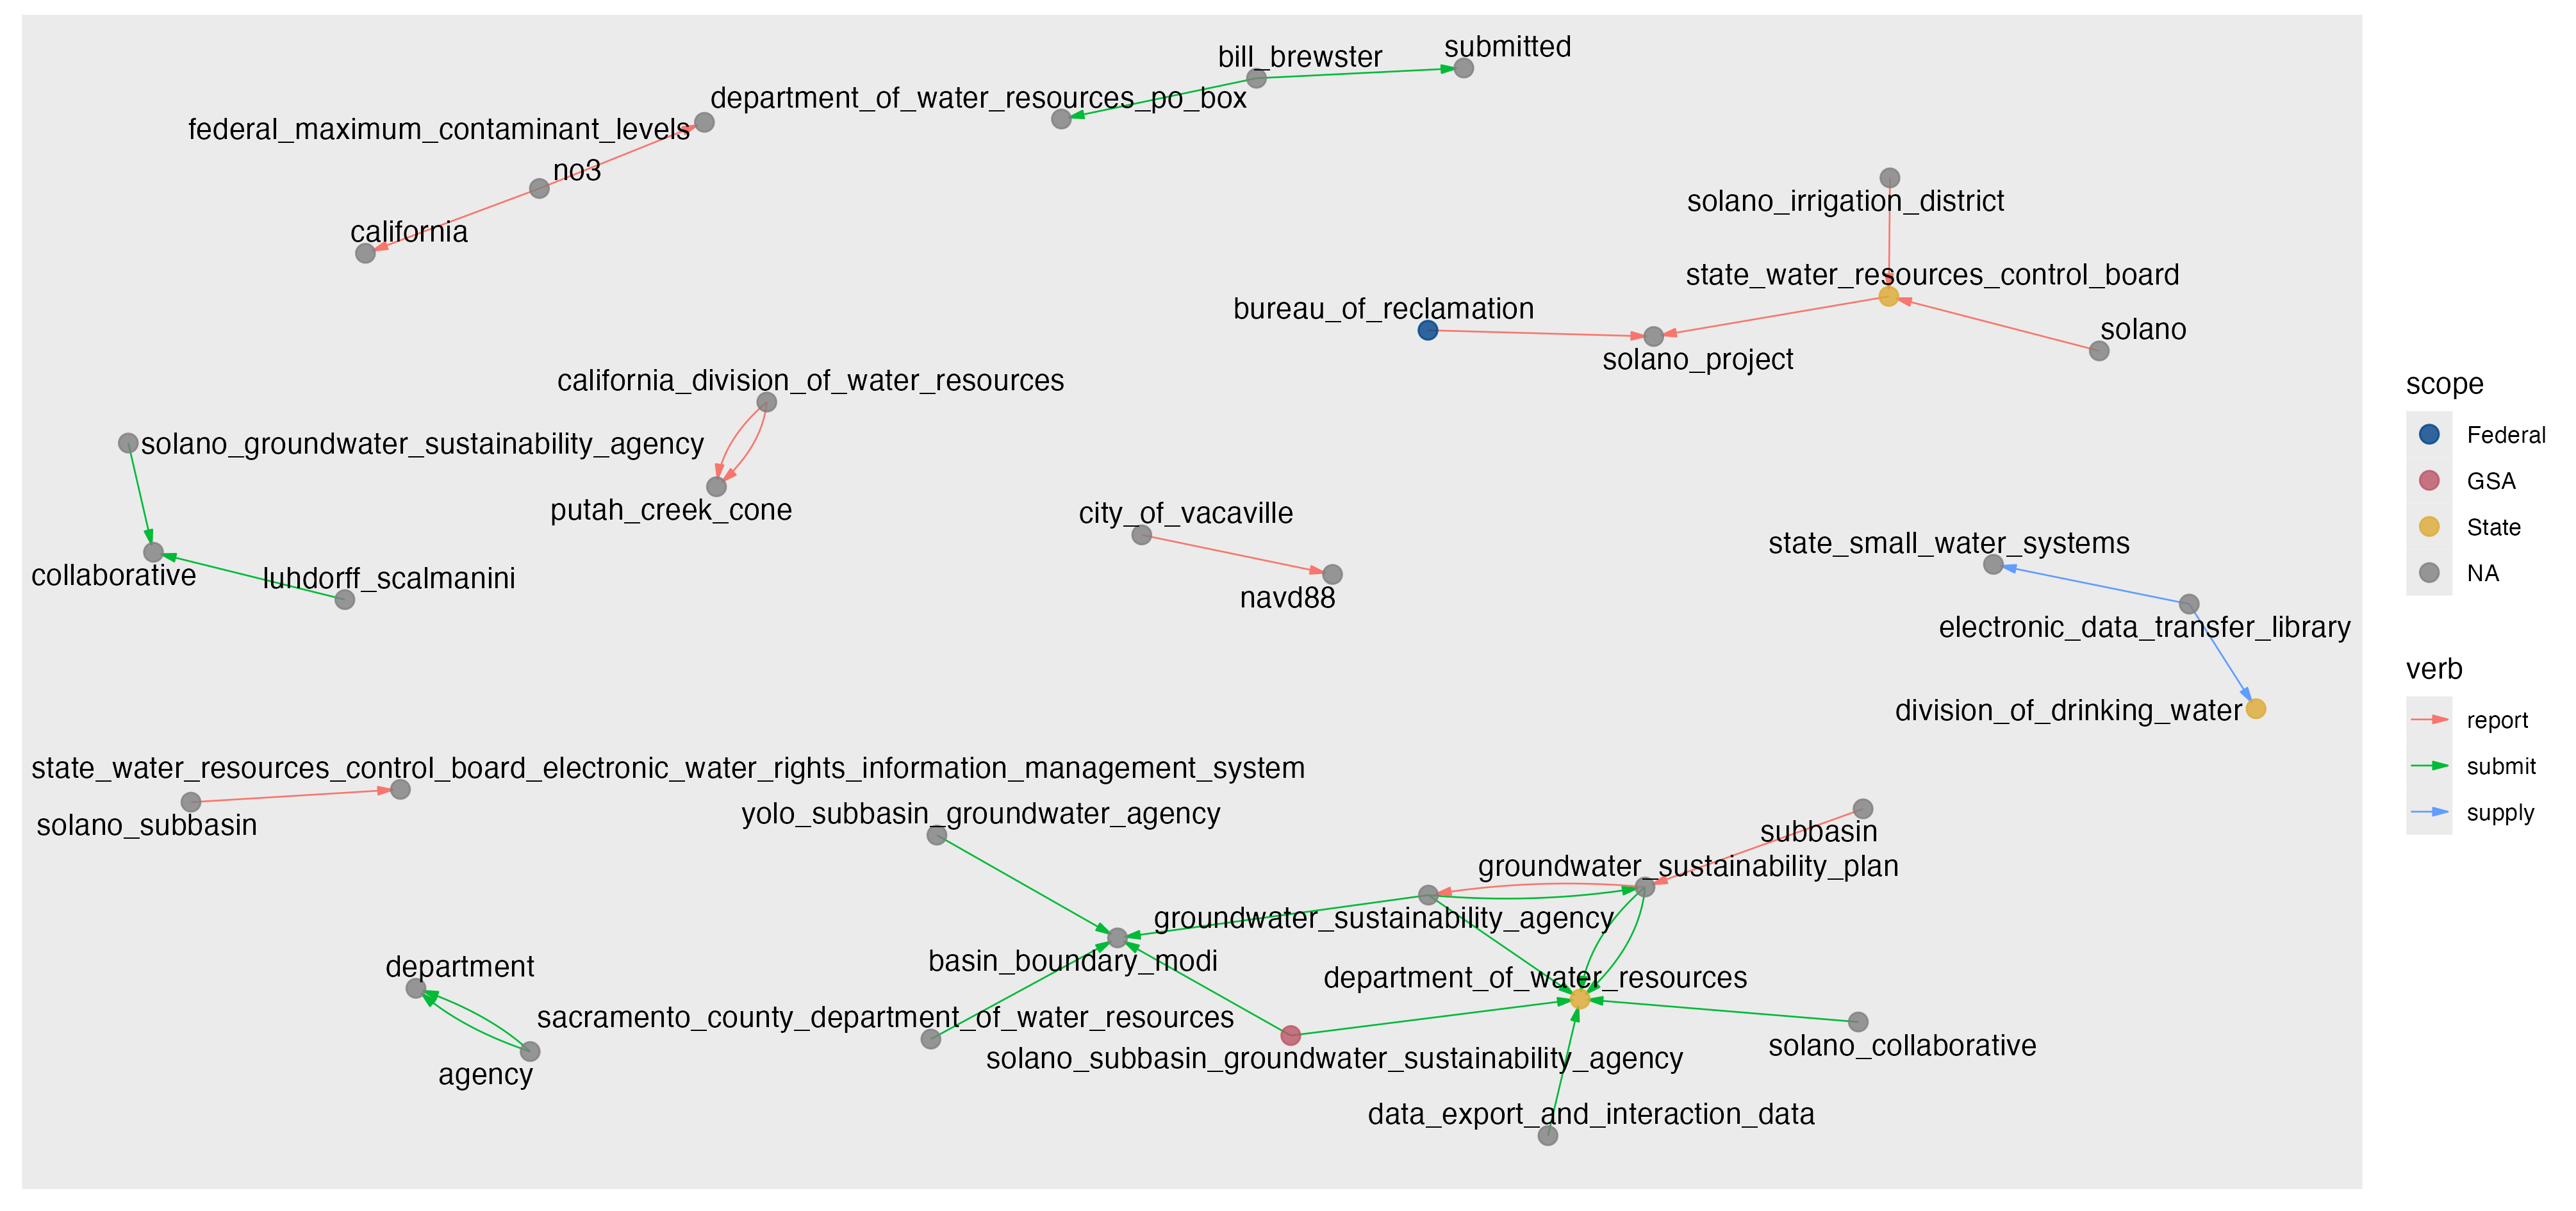 submitted
bill_brewster
department_of_water_resources_po_box
federal_maximum_contaminant_levels
no3
california
solano_irrigation_district
state_water_resources_control_board
bureau_of_reclamation
solano
solano_project
california_division_of_water_resources
solano_groundwater_sustainability_agency
putah_creek_cone
city_of_vacaville
state_small_water_systems
collaborative
luhdorff_scalmanini
navd88
electronic_data_transfer_library
division_of_drinking_water
state_water_resources_control_board_electronic_water_rights_information_management_system
solano_subbasin
yolo_subbasin_groundwater_agency
subbasin
groundwater_sustainability_plan
groundwater_sustainability_agency
basin_boundary_modi
department
department_of_water_resources
sacramento_county_department_of_water_resources
solano_collaborative
solano_subbasin_groundwater_sustainability_agency
agency
data_export_and_interaction_data
scope
Federal
GSA
State
NA
verb
report
submit
supply